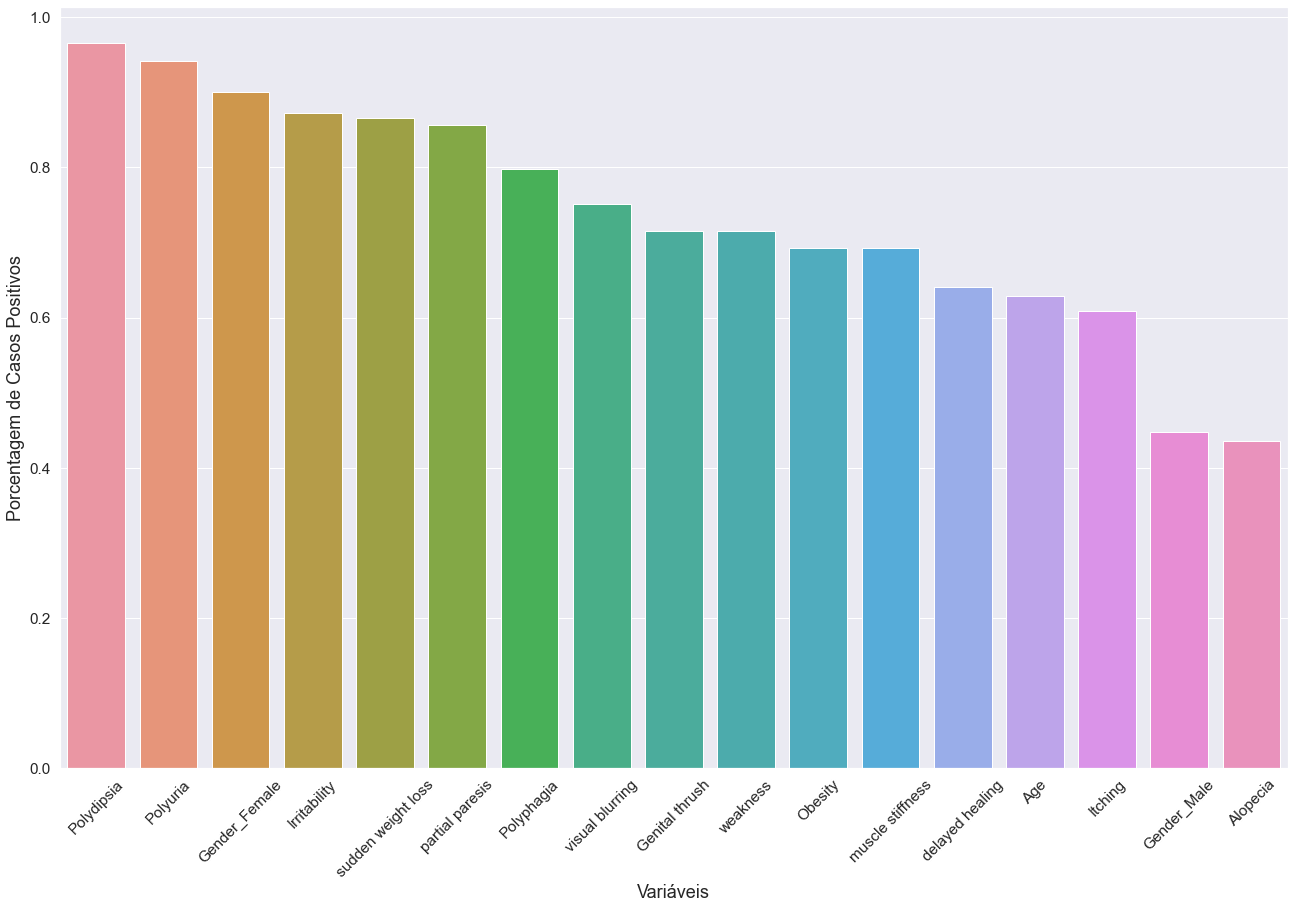 Porcentagem de Casos Positivos
1.0
0.8
0.6
0.4
0.2
0.0
Polydipsia
Polyuria
Gender_Female
Irritability
sudden weight loss
partial paresis
Polyphagia
visual blurring
Genital thrush
weakness
Obesity
muscle stiffness
delayed healing
Age
Itching
Gender_Male
Alopecia
Variáveis